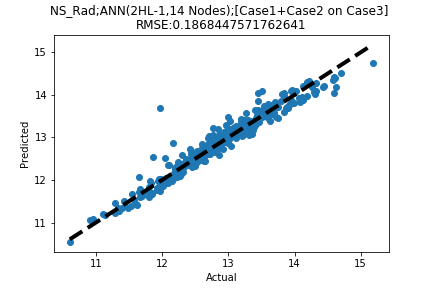 NS_Rad;ANN(2HL-1,14 Nodes);[Case1+Case2 on Case3]
RMSE:0.1868447571762641
15
14
13
12
11
Predicted
11
12
13
14
15
Actual